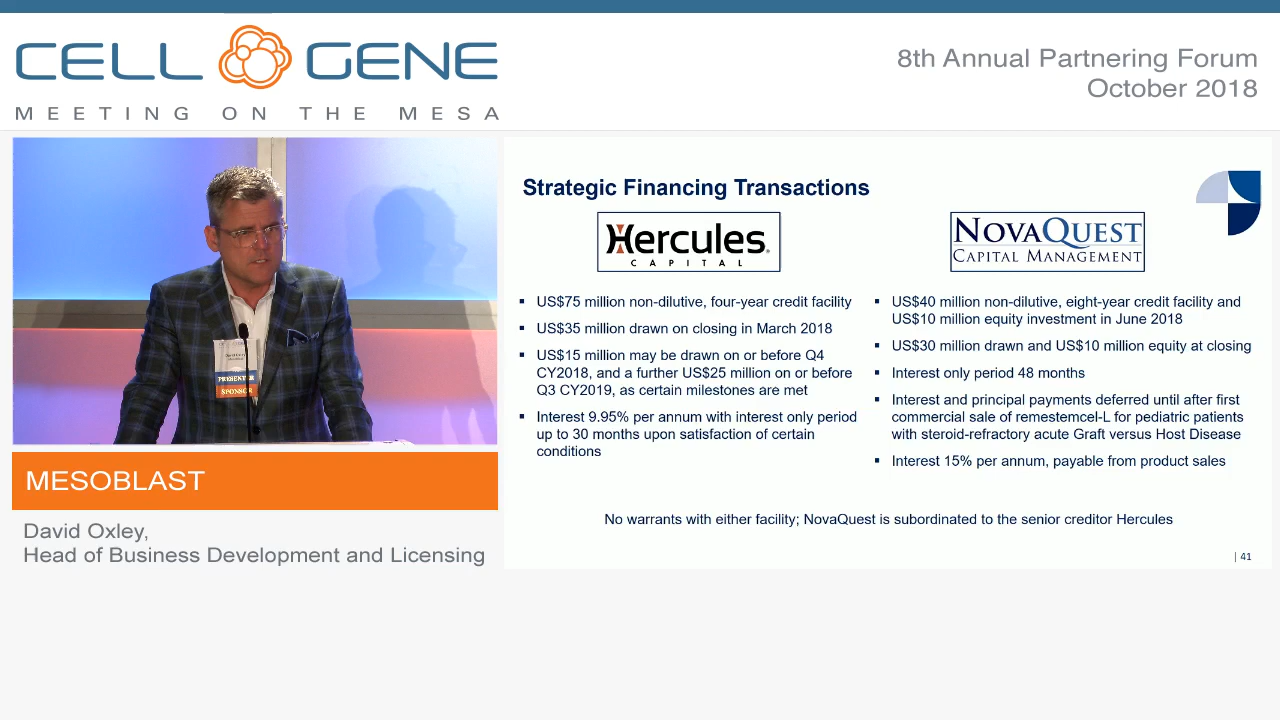 CELL GENE
MEETING ON THE MESA
8th Annual Partnering Forum
October 2018
PRESENTER
SPONSOR
MESOBLAST
David Oxley,
Head of Business Development and Licensing
Strategic Financing Transactions
Hercules
CAPITAL
▪ US$75 million non-dilutive, four-year credit facility
▪ US$35 million drawn on closing in March 2018
▪ US$15 million may be drawn on or before Q4
CY2018, and a further US$25 million on or before
Q3 CY2019, as certain milestones are met
▪ Interest 9.95% per annum with interest only period
up to 30 months upon satisfaction of certain
conditions
NOVAQUEST
CAPITAL MANAGEMENT
▪ US$40 million non-dilutive, eight-year credit facility and
US$10 million equity investment in June 2018
▪ US$30 million drawn and US$10 million equity at closing
▪ Interest only period 48 months
▪ Interest and principal payments deferred until after first
commercial sale of remestemcel-L for pediatric patients
with steroid-refractory acute Graft versus Host Disease
▪ Interest 15% per annum, payable from product sales
No warrants with either facility; NovaQuest is subordinated to the senior creditor Hercules
| 41